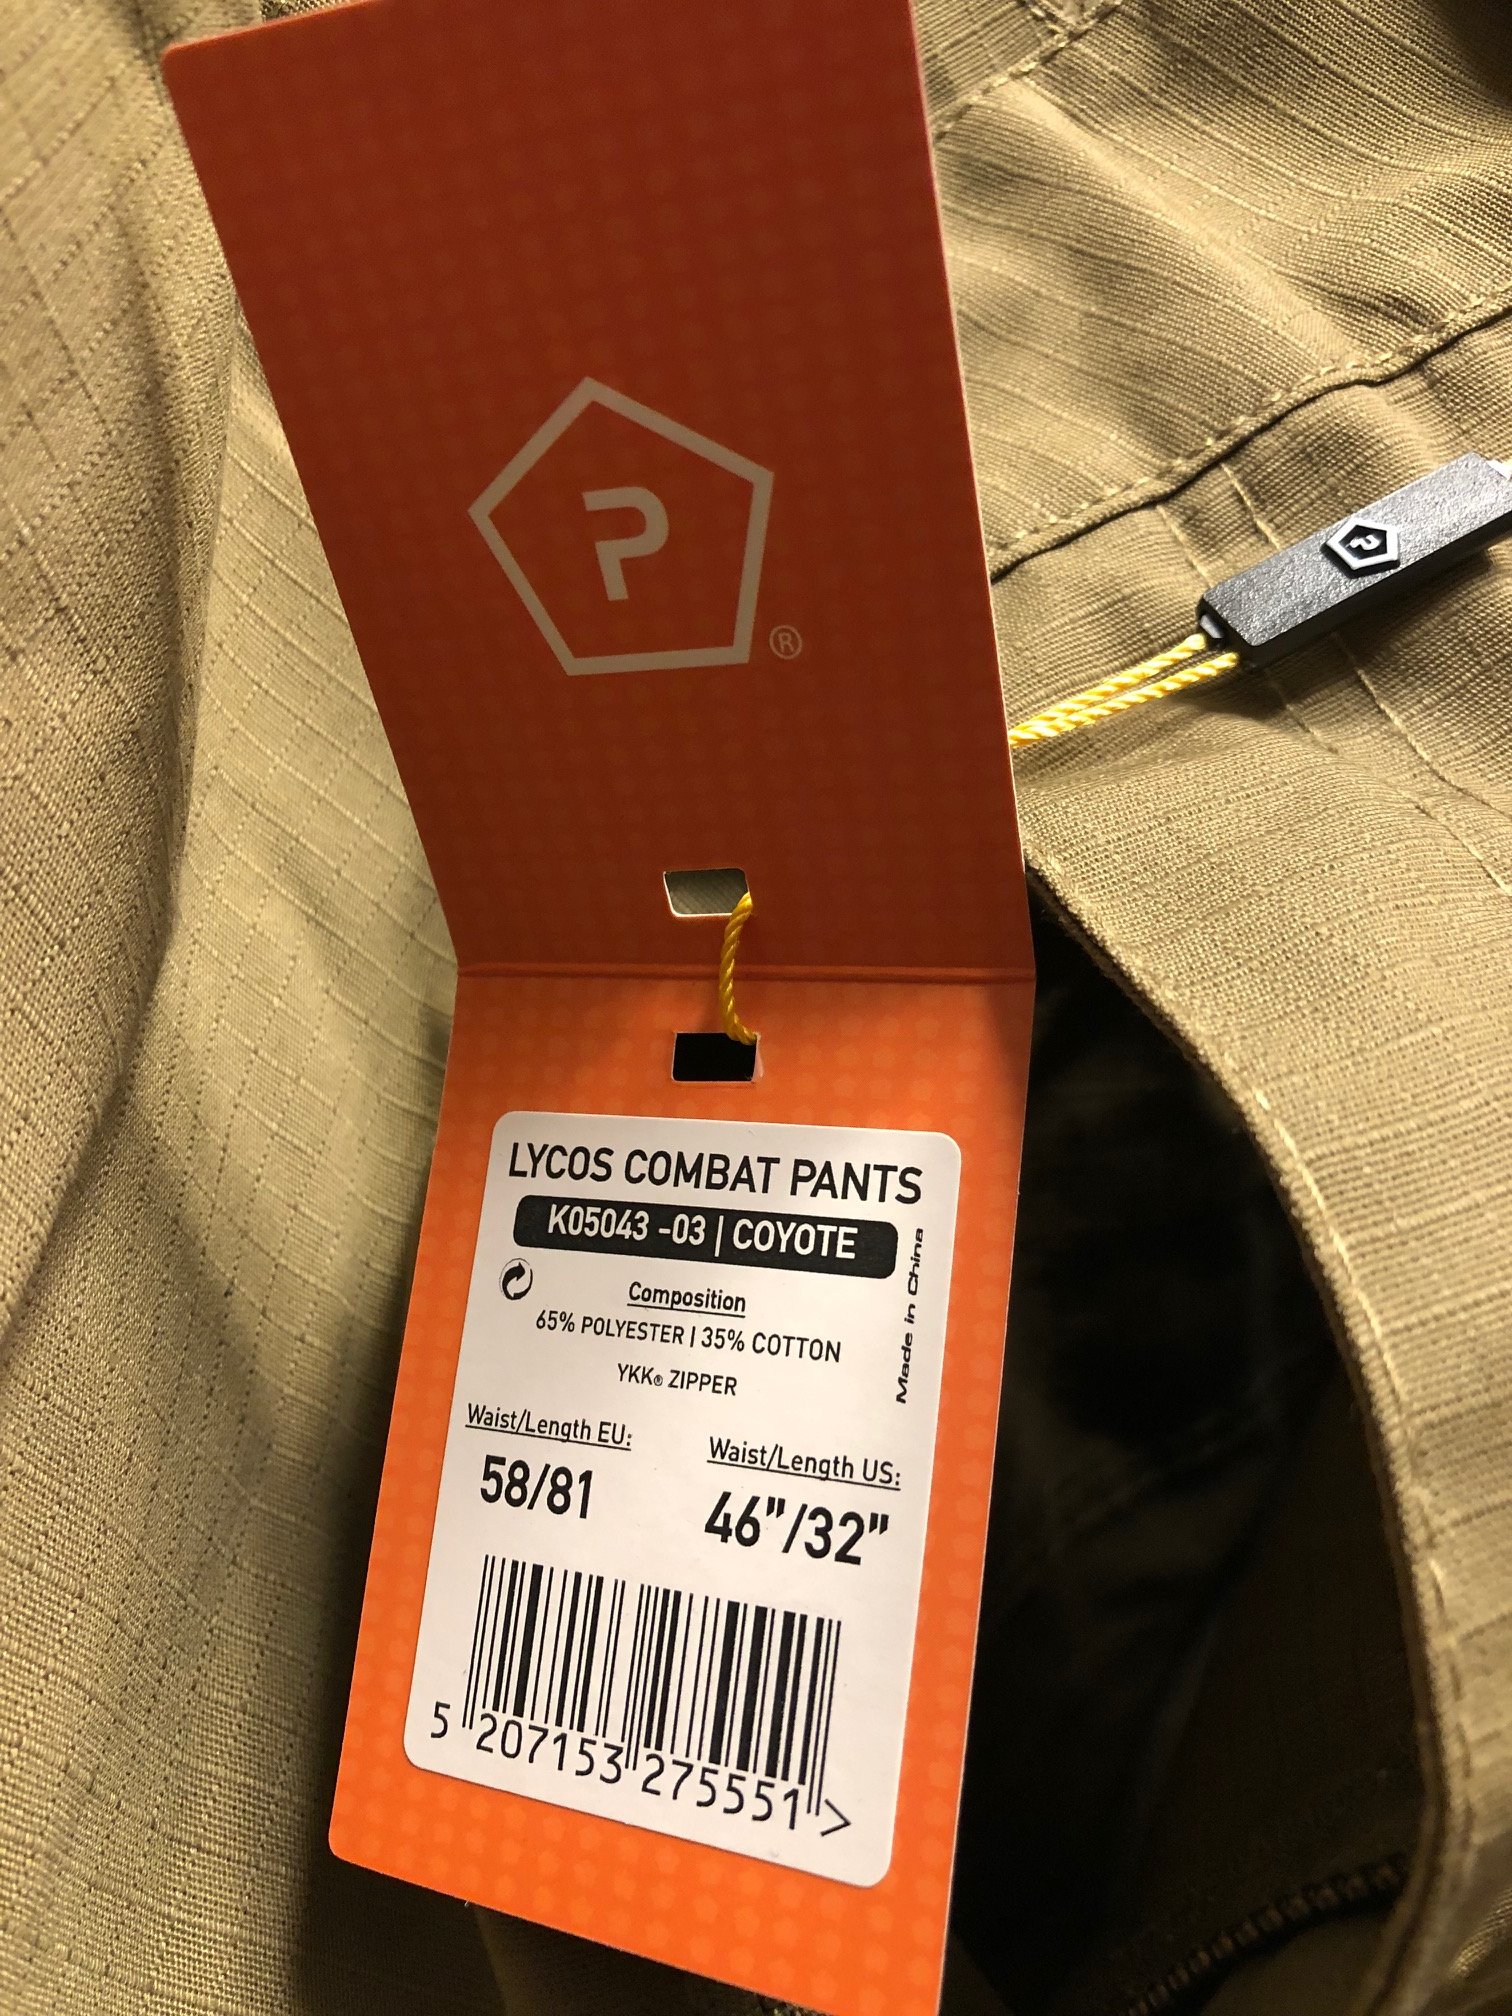 P
®
P
LYCOS COMBAT PANTS
K05043 -03 | COYOTE
Made in China
Composition
65% POLYESTER | 35% COTTON
YKK® ZIPPER
Waist/Length EU:
58/81
Waist/Length US:
46"/32"
5 207153 275551 >